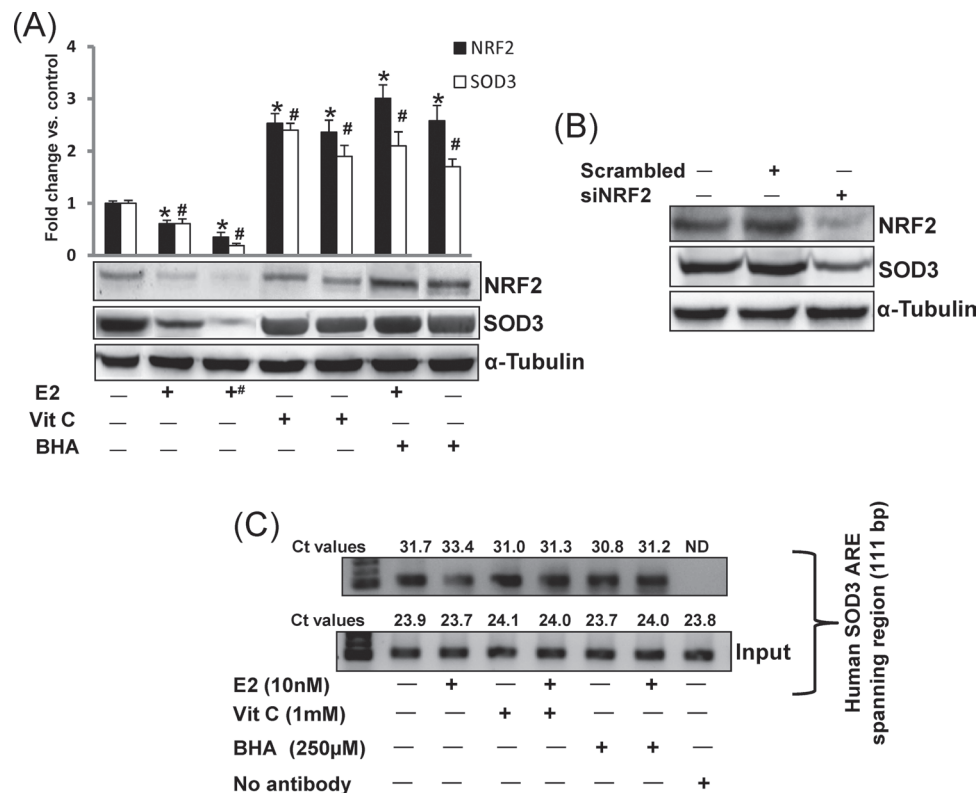 (A)
4
3
2
1
0
Fold change vs. control
NRF2
SOD3
* # * # * # * # * # * #
NRF2
SOD3
α-Tubulin
E2 — + +# — — + —
Vit C — — — + + — —
BHA — — — — — + +
(B)
Scrambled — + —
siNRF2 — — +
NRF2
SOD3
α-Tubulin
(C)
Ct values 31.7 33.4 31.0 31.3 30.8 31.2 ND
Ct values 23.9 23.7 24.1 24.0 23.7 24.0 23.8
Input
E2 (10nM) — + — + — + —
Vit C (1mM) — — + + — — —
BHA (250µM) — — — — + + —
No antibody — — — — — — +
Human SOD3 ARE
spanning region (111 bp)